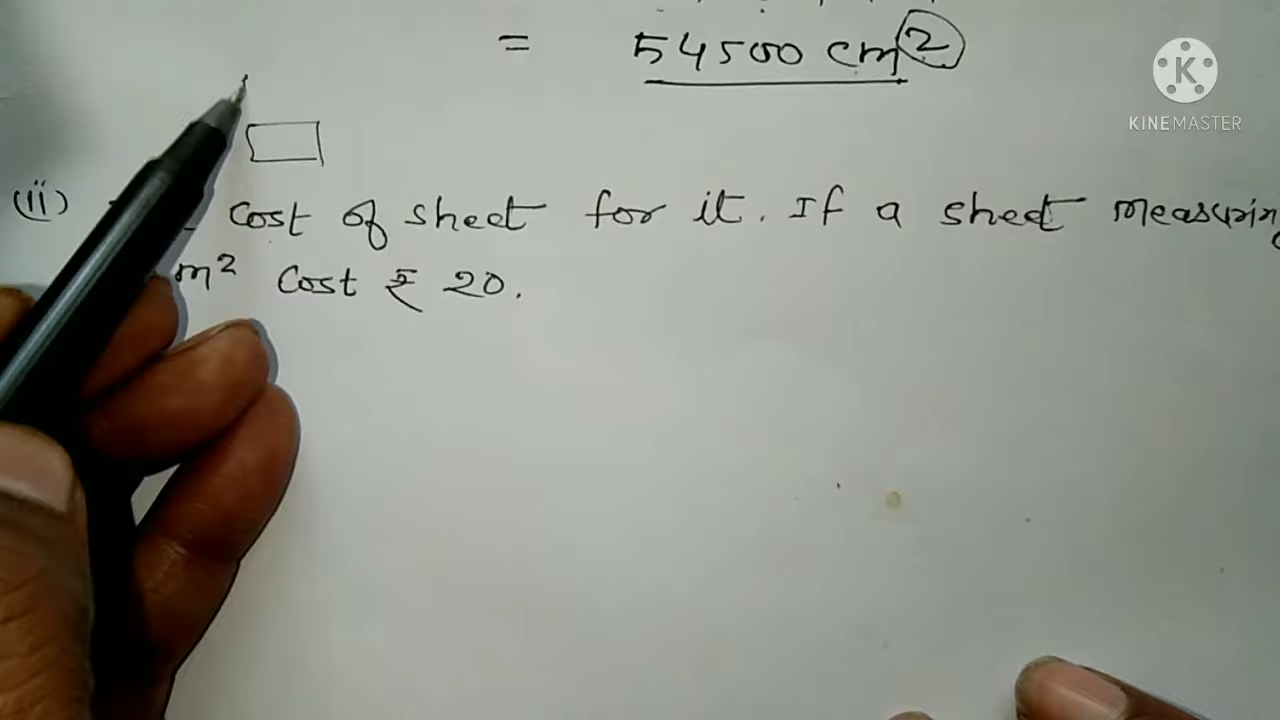 = 54500 cm²
(ii) Cost of sheet for it. If a sheet measuring
m² Cost ₹ 20.
K
KINEMASTER